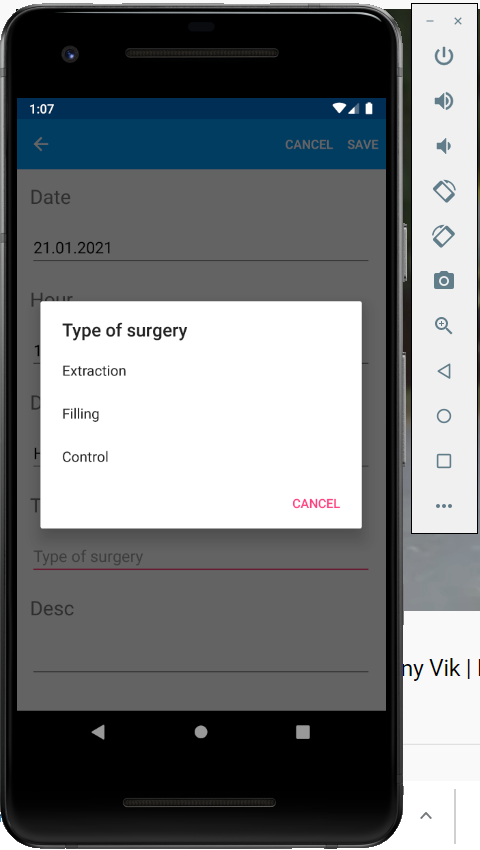 1:07
CANCEL SAVE
Date
21.01.2021
Hour
Type of surgery
Extraction
Filling
Control
CANCEL
Type of surgery
Desc
ny Vik |